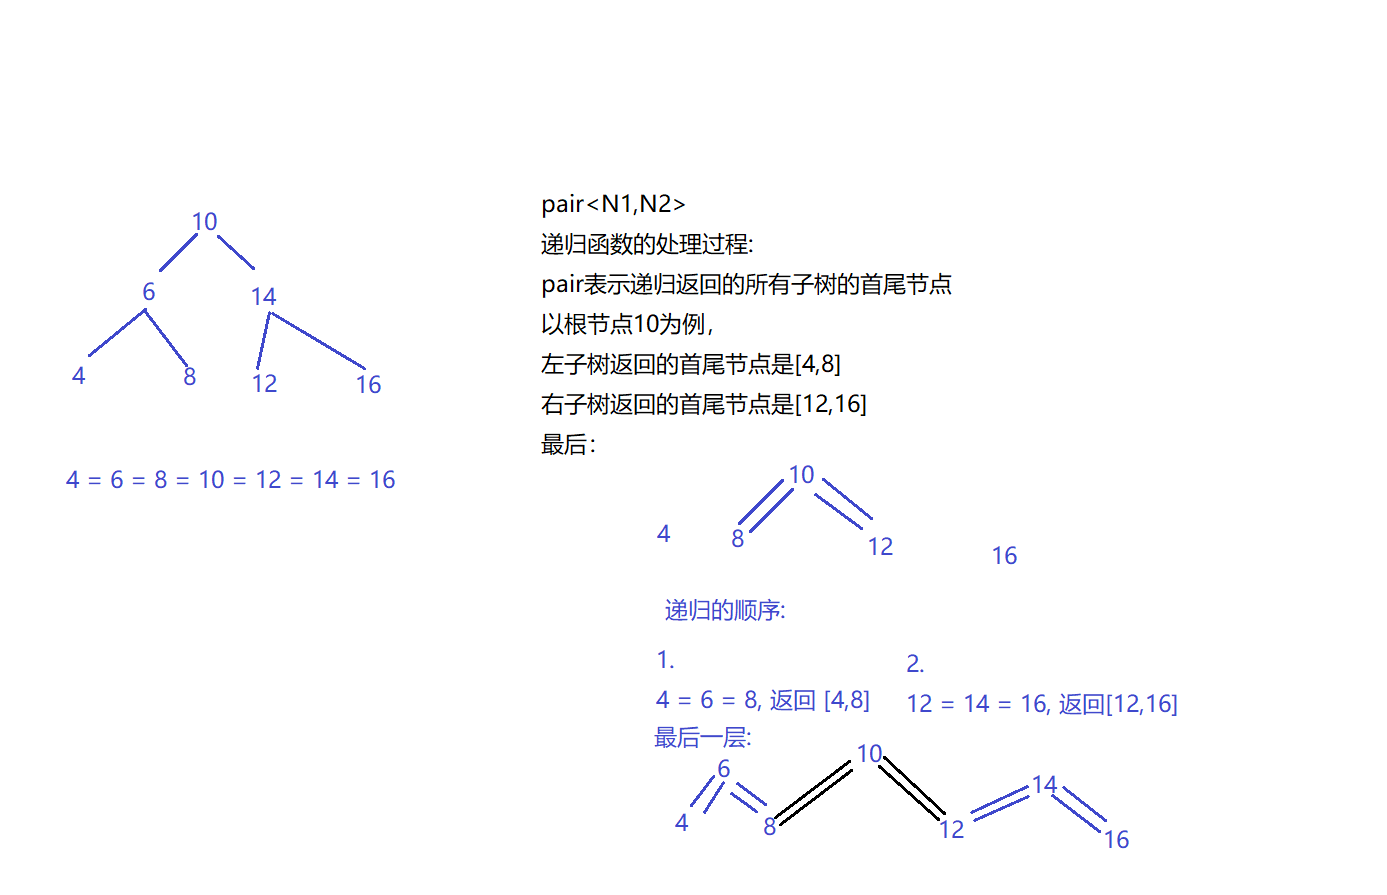 10
6 14
4 8 12 16
4 = 6 = 8 = 10 = 12 = 14 = 16
pair<N1,N2>
递归函数的处理过程:
pair表示递归返回的所有子树的首尾节点
以根节点10为例，
左子树返回的首尾节点是[4,8]
右子树返回的首尾节点是[12,16]
最后：
10
4 8 12 16
递归的顺序:
1.
4 = 6 = 8, 返回 [4,8]
2.
12 = 14 = 16, 返回[12,16]
最后一层:
10
6 14
4 8 12 16